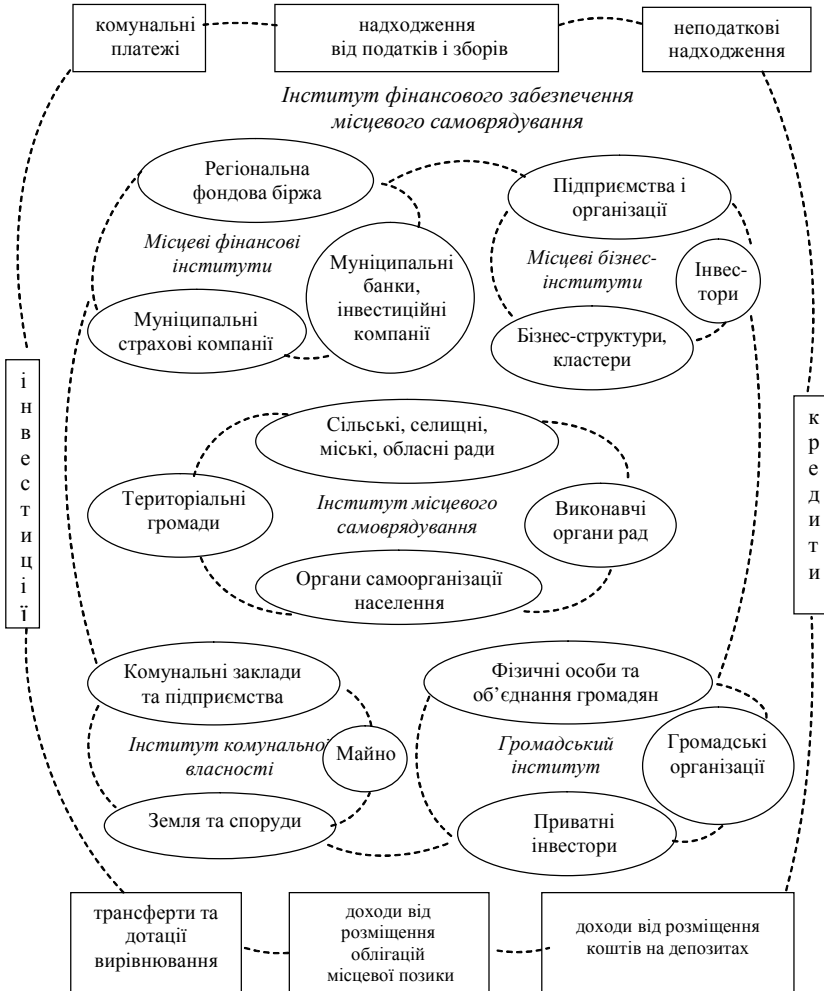 комунальні
платежі
надходження
від податків і зборів
неподаткові
надходження
Інститут фінансового забезпечення
місцевого самоврядування
Регіональна
фондова біржа
Підприємства і
організації
Місцеві фінансові
інститути
Муніципальні
банки,
інвестиційні
компанії
Місцеві бізнес-
інститути
Інвес-
тори
Муніципальні
страхові компанії
Бізнес-структури,
кластери
інвестиції
кредити
Сільські, селищні,
міські, обласні ради
Територіальні
громади
Інститут місцевого
самоврядування
Виконавчі
органи рад
Органи самоорганізації
населення
Комунальні заклади
та підприємства
Фізичні особи та
об’єднання громадян
Інститут комунальної
власності
Майно
Громадський
інститут
Громадські
організації
Земля та споруди
Приватні
інвестори
трансферти та
дотації
вирівнювання
доходи від
розміщення
облігацій
місцевої позики
доходи від розміщення
коштів на депозитах